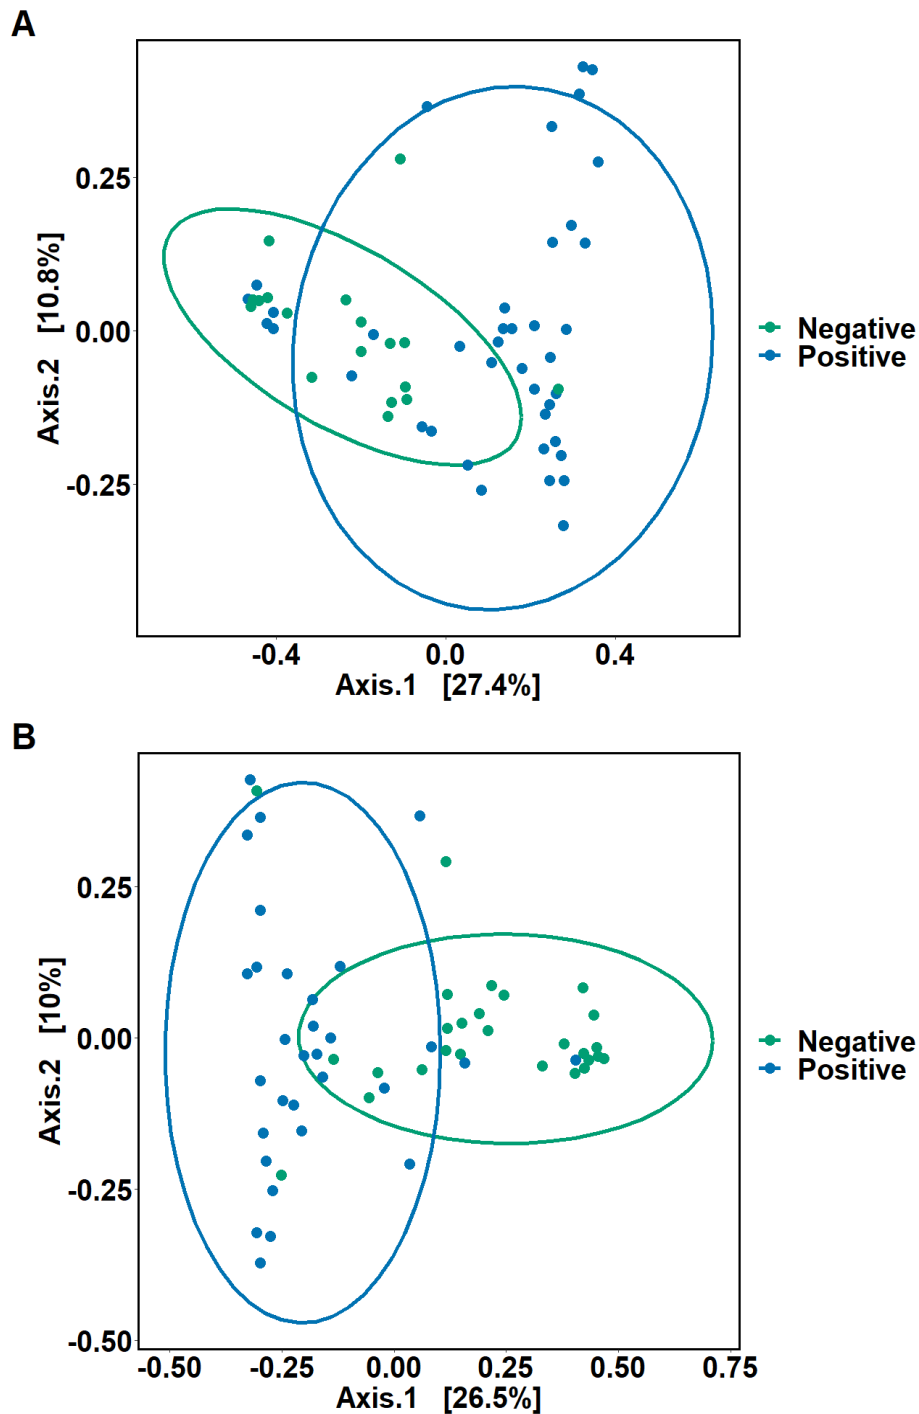 A
0.25
0.00
-0.25
Axis.2 [10.8%]
-0.4 0.0 0.4
Axis.1 [27.4%]
Negative
Positive
B
0.25
0.00
-0.25
-0.50
Axis.2 [10%]
-0.50 -0.25 0.00 0.25 0.50 0.75
Axis.1 [26.5%]
Negative
Positive